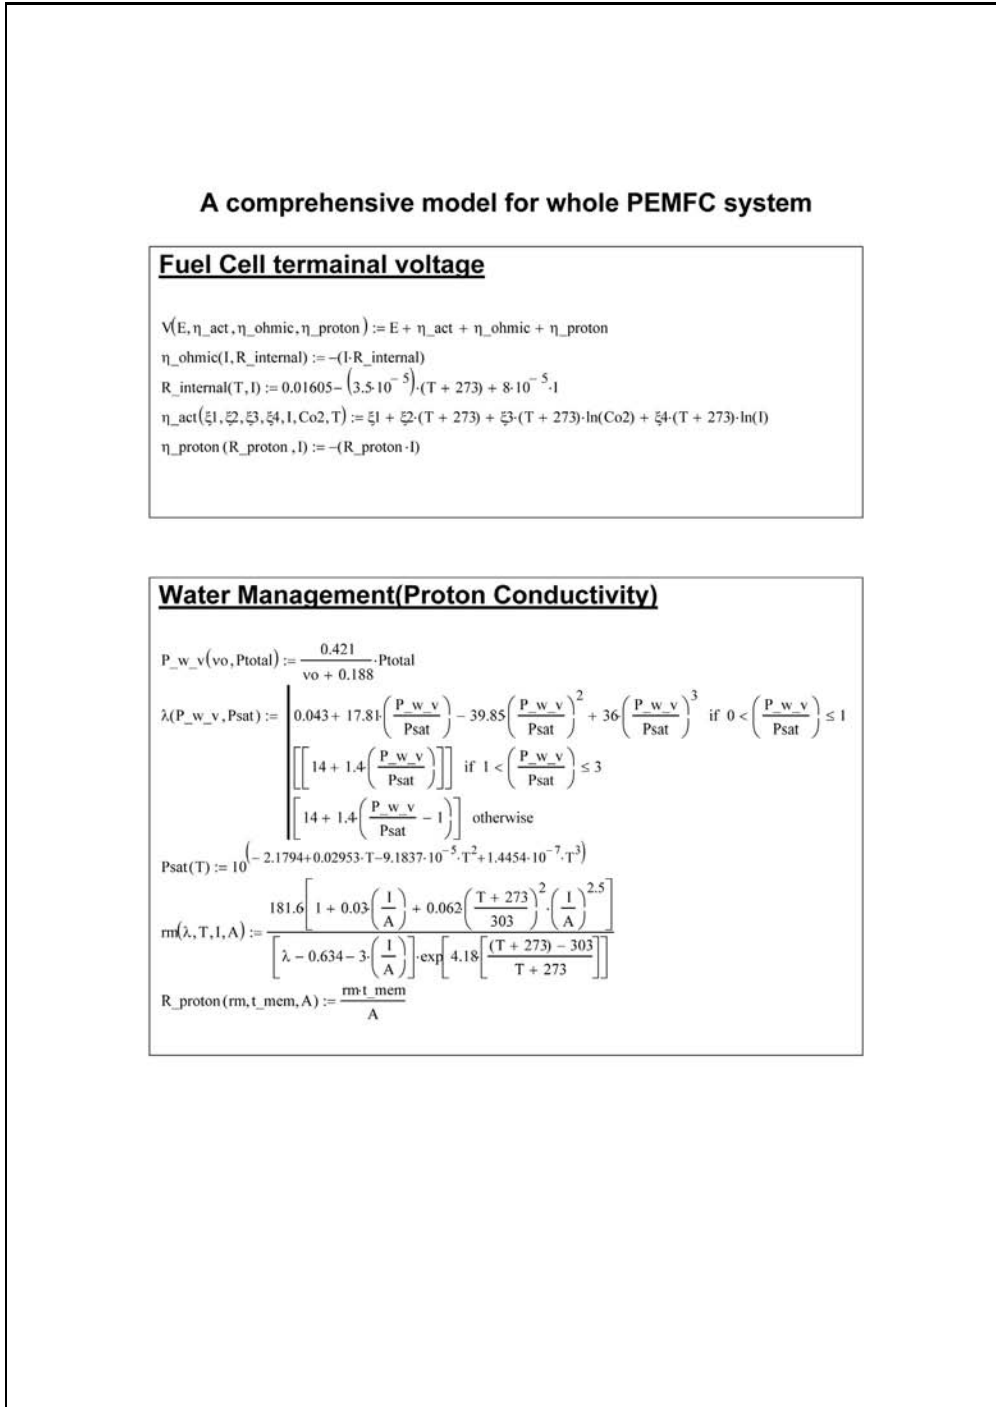 A comprehensive model for whole PEMFC system
Fuel Cell termainal voltage
V(E,η_act,η_ohmic,η_proton) := E + η_act + η_ohmic + η_proton
η_ohmic(I,R_internal) := −(I·R_internal)
R_internal(T,I) := 0.01605 − (3.5·10^−5)·(T + 273) + 8·10^−5·I
η_act(ξ1,ξ2,ξ3,ξ4,I,Co2,T) := ξ1 + ξ2·(T + 273) + ξ3·(T + 273)·ln(Co2) + ξ4·(T + 273)·ln(I)
η_proton(R_proton,I) := −(R_proton·I)
Water Management(Proton Conductivity)
P_w_v(vo,Ptotal) := 0.421/(vo + 0.188)·Ptotal
λ(P_w_v,Psat) := 0.043 + 17.81·(P_w_v/Psat) − 39.85(P_w_v/Psat)^2 + 36·(P_w_v/Psat)^3 if 0 < (P_w_v/Psat) ≤ 1
[[14 + 1.4·(P_w_v/Psat)]] if 1 < (P_w_v/Psat) ≤ 3
[14 + 1.4·(P_w_v/Psat − 1)] otherwise
Psat(T) := 10^(−2.1794+0.02953·T−9.1837·10^−5·T^2+1.4454·10^−7·T^3)
rm(λ,T,I,A) := 181.6[1 + 0.03·(I/A) + 0.062·((T + 273)/303)^2·(I/A)^2.5]/[λ − 0.634 − 3·(I/A)]·exp[4.18·[((T + 273) − 303)/(T + 273)]]
R_proton(rm,t_mem,A) := rm·t_mem/A